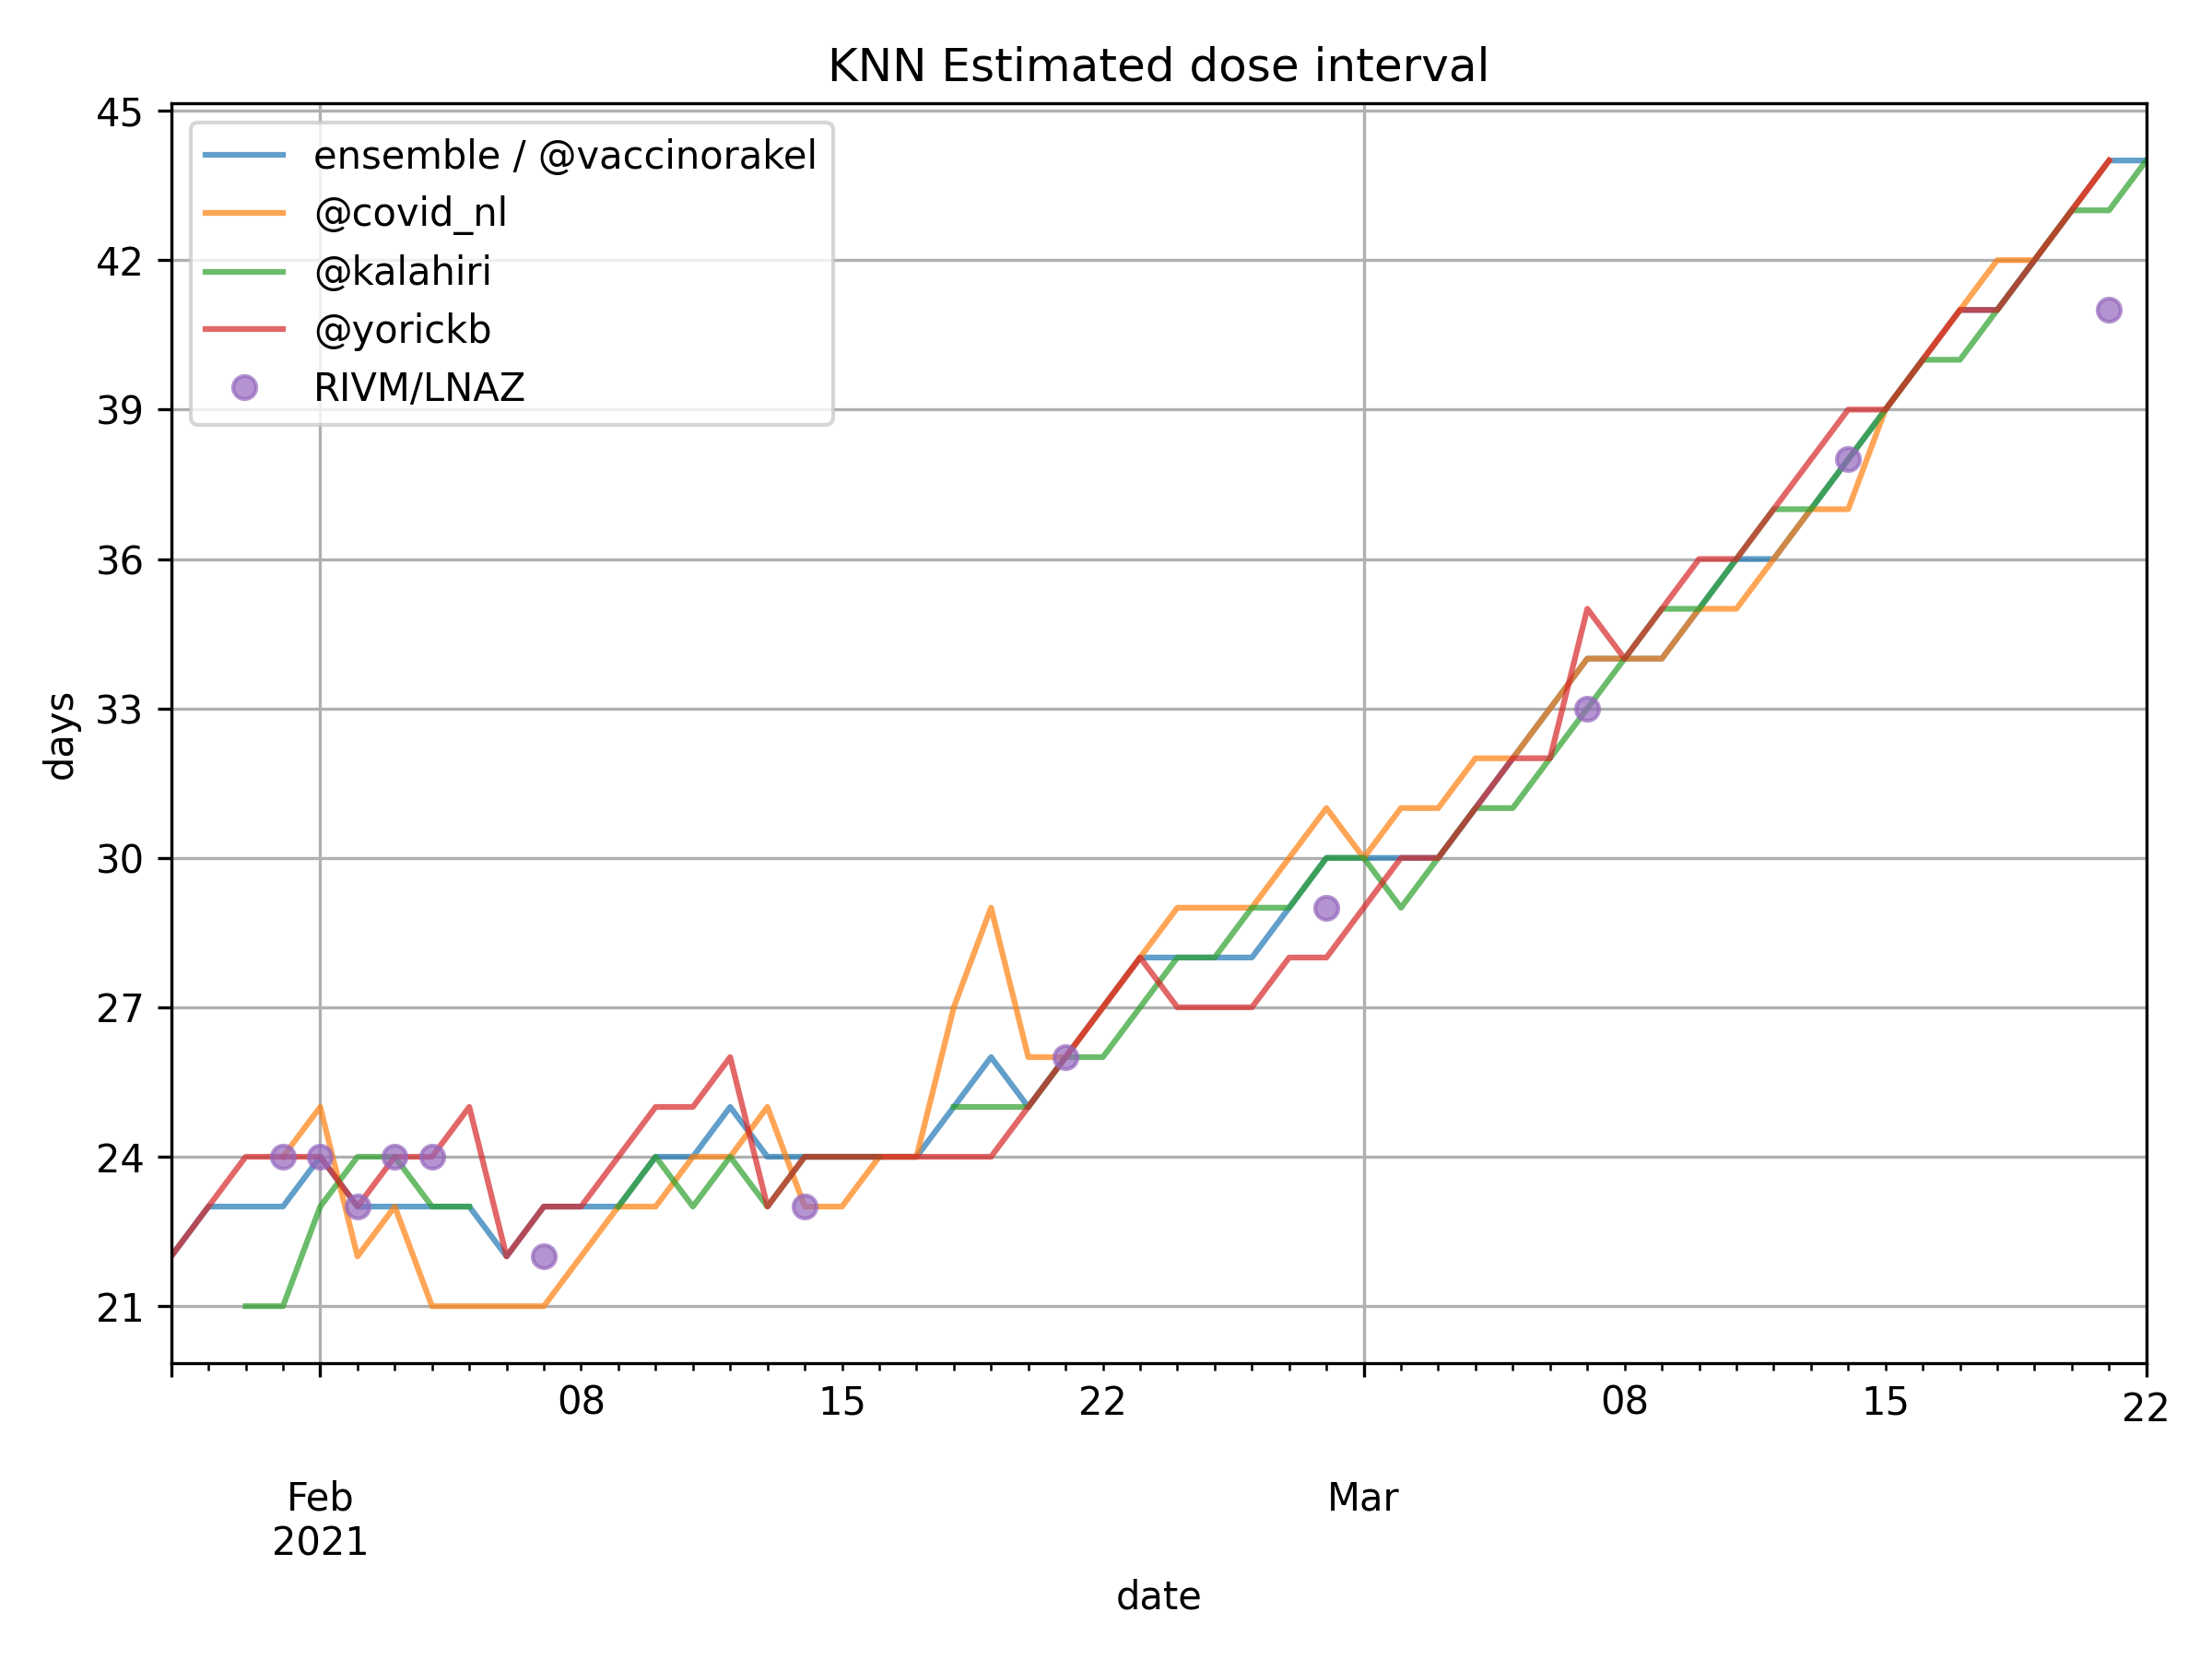 KNN Estimated dose interval
45
42
39
36
33
30
27
24
21
days
ensemble / @vaccinorakel
@covid_nl
@kalahiri
@yorickb
RIVM/LNAZ
08
15
22
08
15
22
Feb
Mar
2021
date